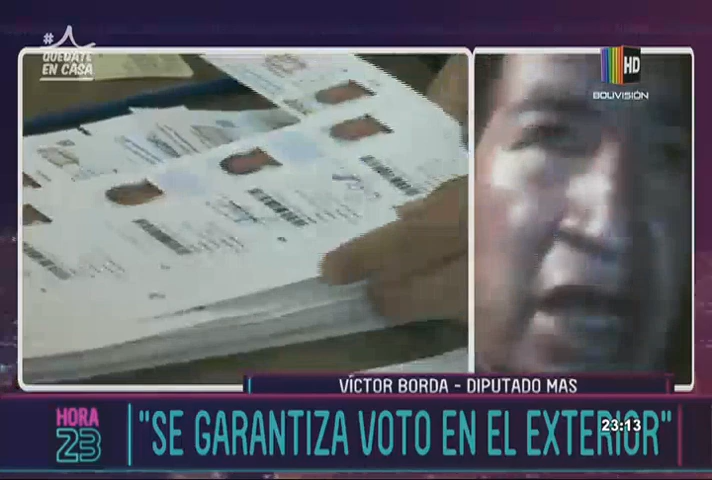 #
QUÉDATE
EN CASA
HD
BOLIVISIÓN
VÍCTOR BORDA - DIPUTADO MAS
HORA
23
"SE GARANTIZA VOTO EN EL EXTERIOR"
23:13